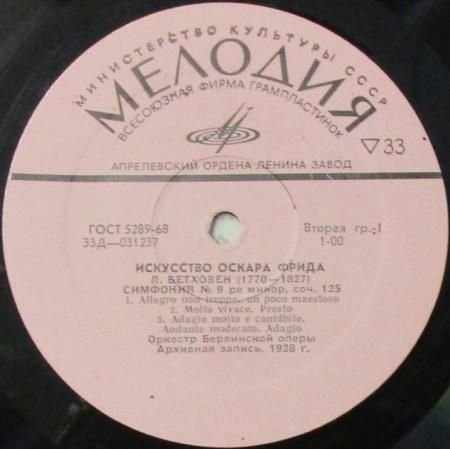 МИНИСТЕРСТВО КУЛЬТУРЫ СССР
МЕЛОДИЯ
ВСЕСОЮЗНАЯ ФИРМА ГРАМПЛАСТИНОК
▽33
АПРЕЛЕВСКИЙ ОРДЕНА ЛЕНИНА ЗАВОД
ГОСТ 5289-68
Вторая гр.-1
33Д—031237
1-00
ИСКУССТВО ОСКАРА ФРИДА
Л. БЕТХОВЕН (1770—1827)
СИМФОНИЯ № 9 ре минор, соч. 125
1. Allegro non troppo, un poco maestoso
2. Molto vivace. Presto
3. Adagio molto e cantabile.
Andante moderato. Adagio
Оркестр Берлинской оперы
Архивная запись, 1928 г.